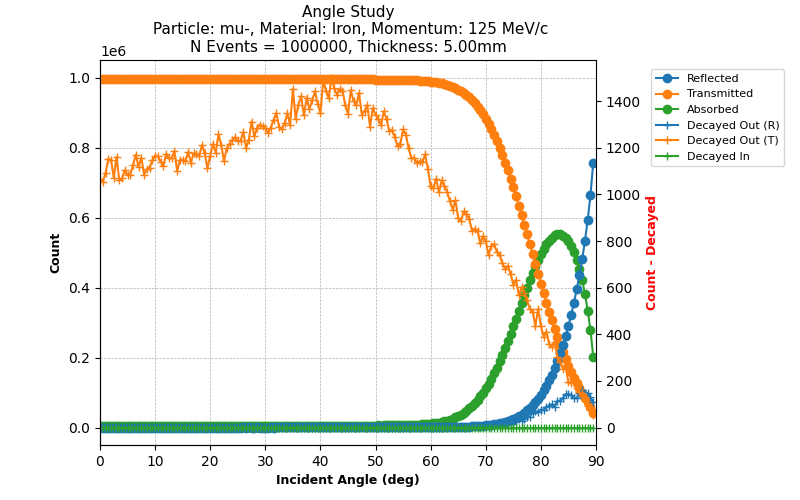 Angle Study
Particle: mu-, Material: Iron, Momentum: 125 MeV/c
N Events = 1000000, Thickness: 5.00mm
1e6
1.0
0.8
0.6
0.4
0.2
0.0
Count
0 10 20 30 40 50 60 70 80 90
Incident Angle (deg)
1400
1200
1000
800
600
400
200
0
Count - Decayed
Reflected
Transmitted
Absorbed
Decayed Out (R)
Decayed Out (T)
Decayed In